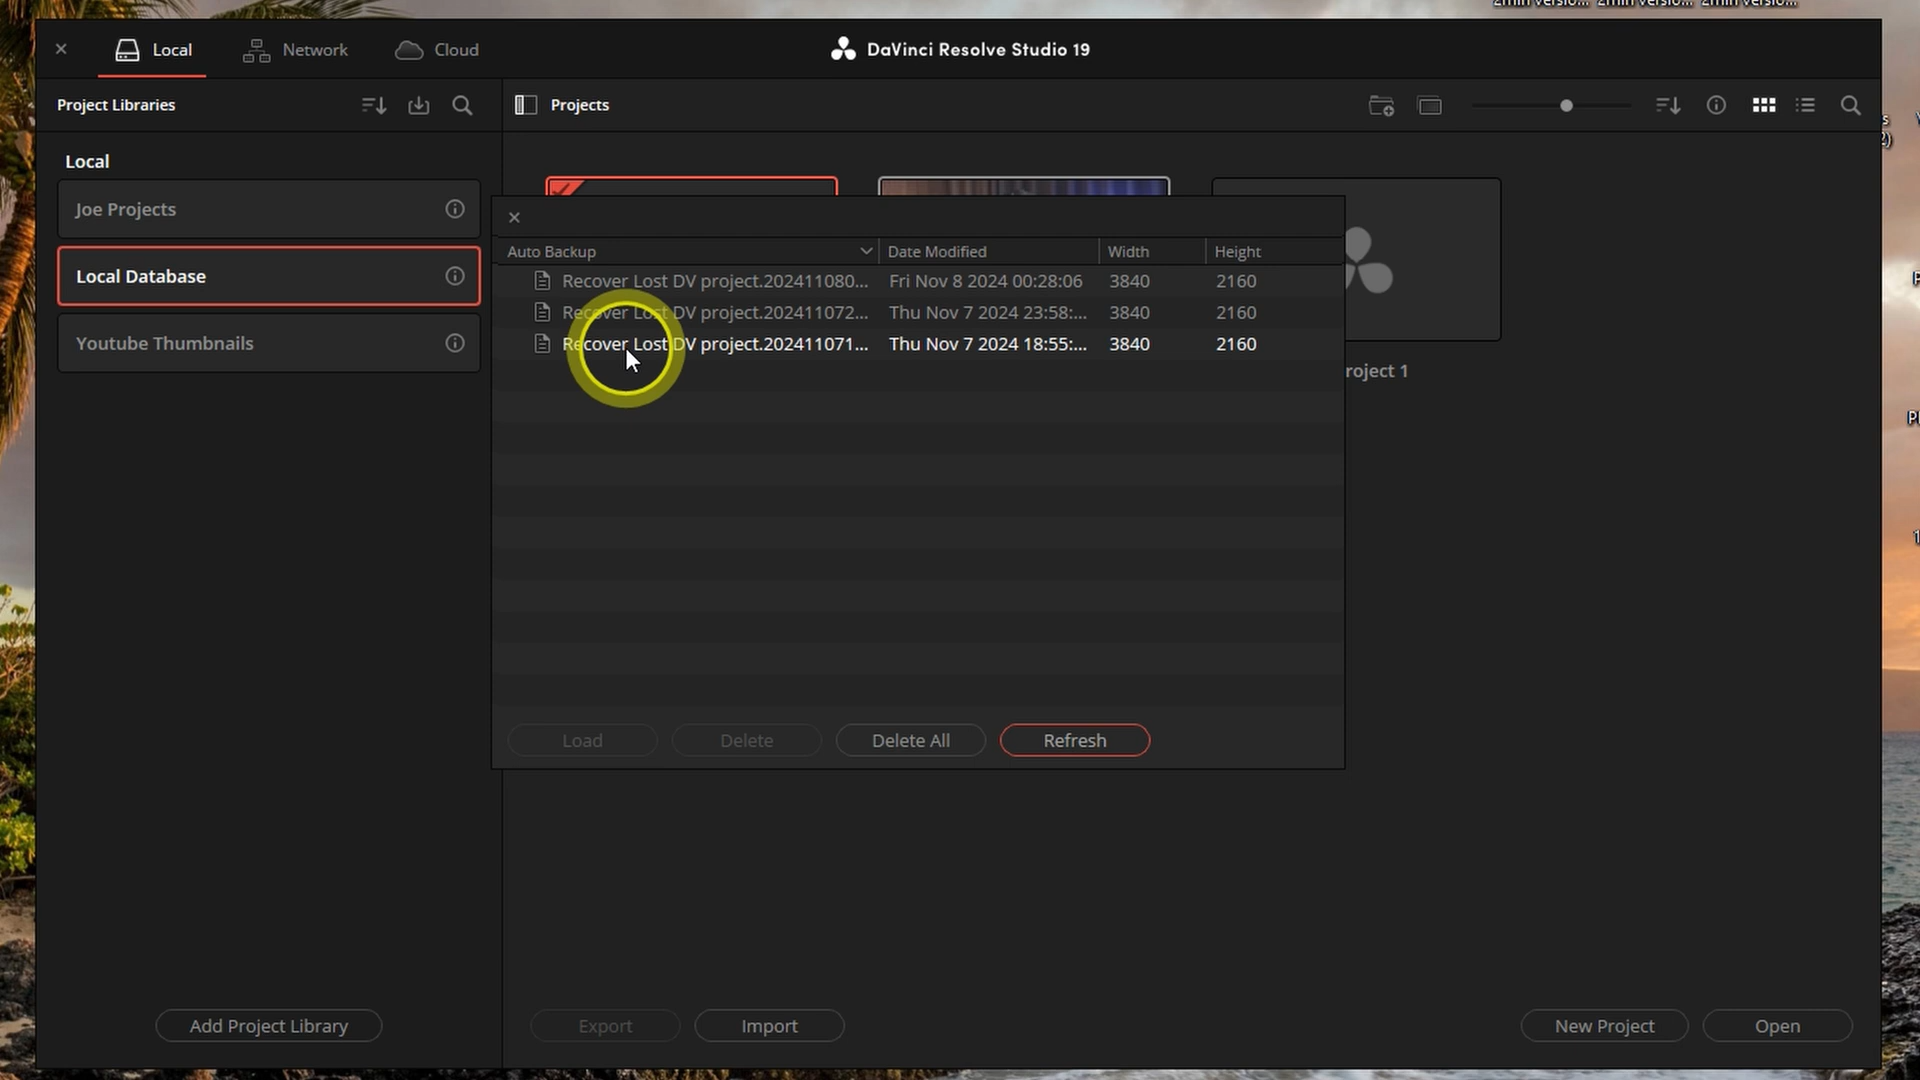 Local
Network
Cloud
DaVinci Resolve Studio 19
Project Libraries
Projects
Local
Joe Projects
Local Database
Youtube Thumbnails
Auto Backup
Date Modified
Width
Height
Recover Lost DV project.202411080...
Fri Nov 8 2024 00:28:06
3840
2160
Recover Lost DV project.202411072...
Thu Nov 7 2024 23:58:...
3840
2160
Recover Lost DV project.202411071...
Thu Nov 7 2024 18:55:...
3840
2160
roject 1
Load
Delete
Delete All
Refresh
Add Project Library
Export
Import
New Project
Open